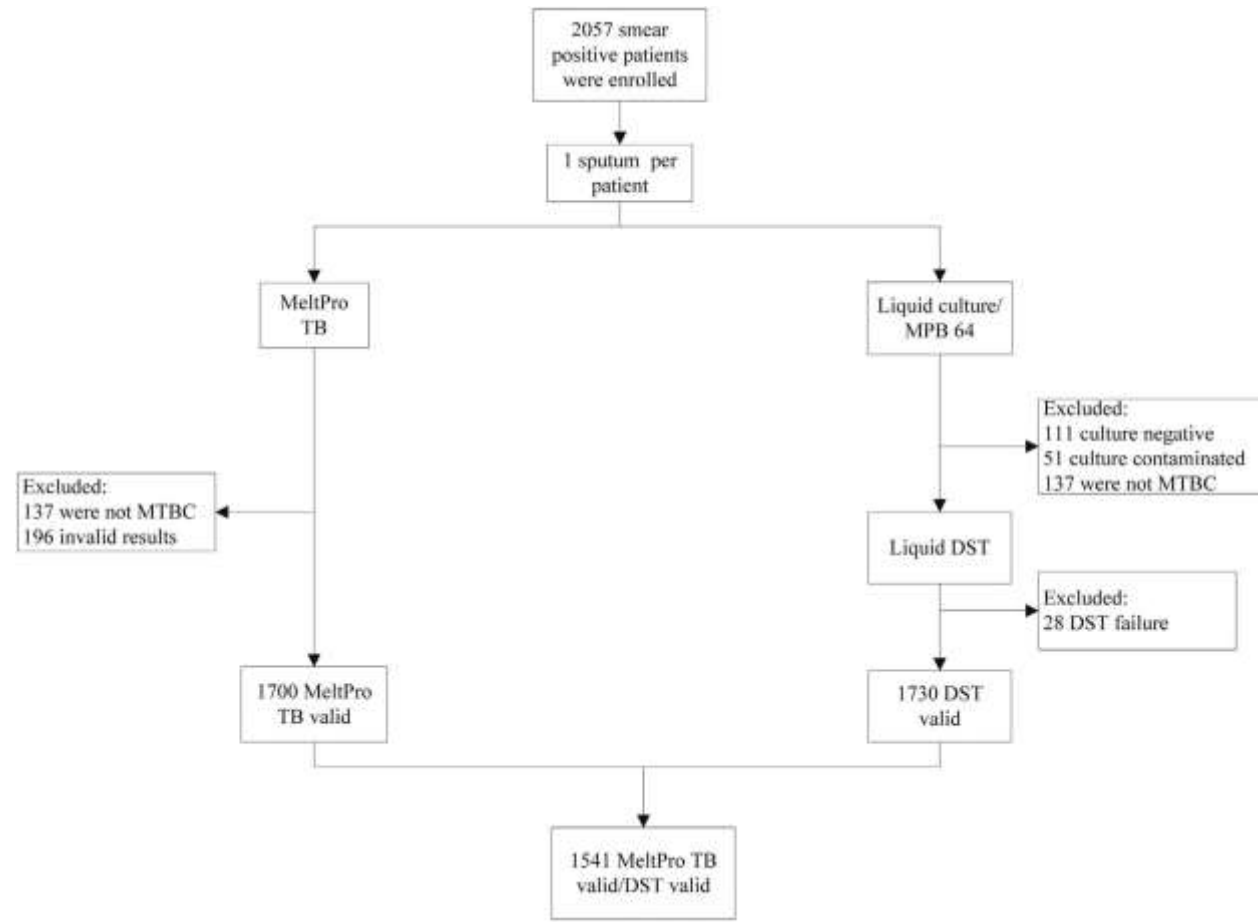 2057 smear
positive patients
were enrolled
1 sputum per
patient
MeltPro
TB
Liquid culture/
MPB 64
Excluded:
111 culture negative
51 culture contaminated
137 were not MTBC
Excluded:
137 were not MTBC
196 invalid results
Liquid DST
Excluded:
28 DST failure
1700 MeltPro
TB valid
1730 DST
valid
1541 MeltPro TB
valid/DST valid